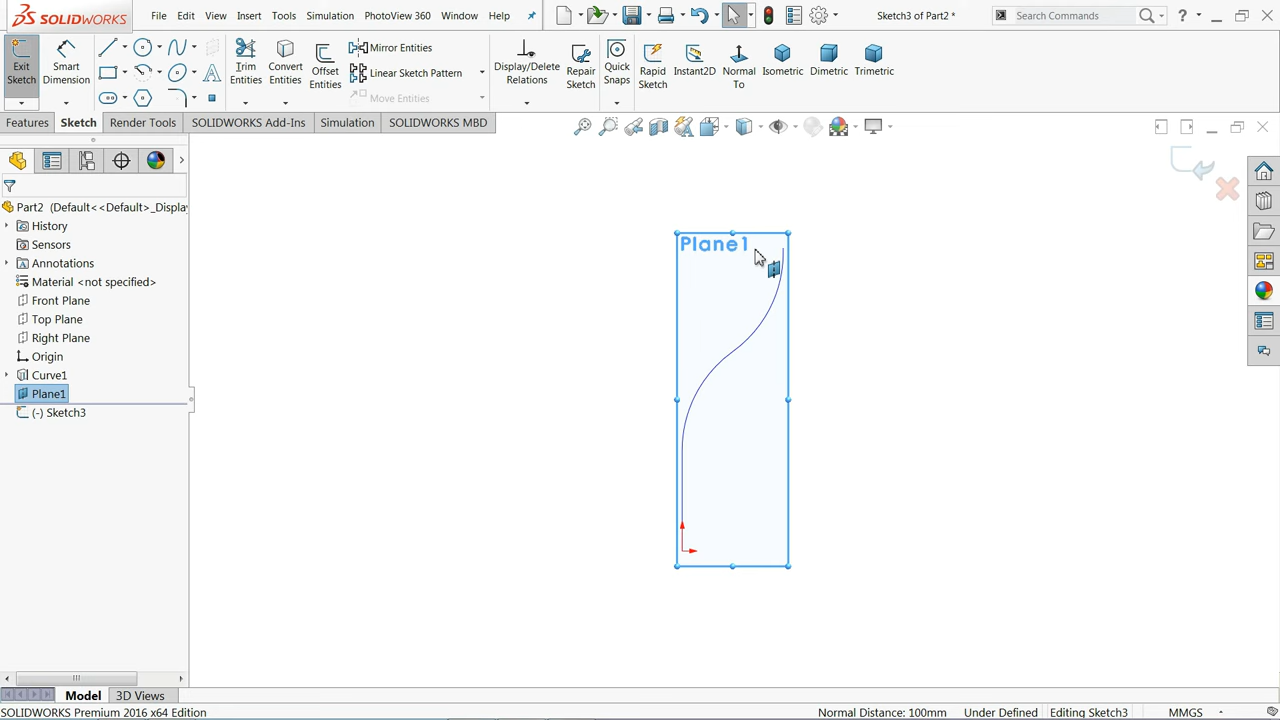 SOLIDWORKS File Edit View Insert Tools Simulation PhotoView 360 Window Help Sketch3 of Part2 * Search Commands ?
Exit Sketch
Smart Dimension
Trim Entities
Convert Entities
Offset Entities
Mirror Entities
Linear Sketch Pattern
Move Entities
Display/Delete Relations
Repair Sketch
Quick Snaps
Rapid Sketch
Instant2D
Normal To
Isometric
Dimetric
Trimetric
Features Sketch Render Tools SOLIDWORKS Add-Ins Simulation SOLIDWORKS MBD
Part2 (Default<<Default>_Display
History
Sensors
Annotations
Material <not specified>
Front Plane
Top Plane
Right Plane
Origin
Curve1
Plane1
(-) Sketch3
Plane1
Model 3D Views
SOLIDWORKS Premium 2016 x64 Edition Normal Distance: 100mm Under Defined Editing Sketch3 MMGS